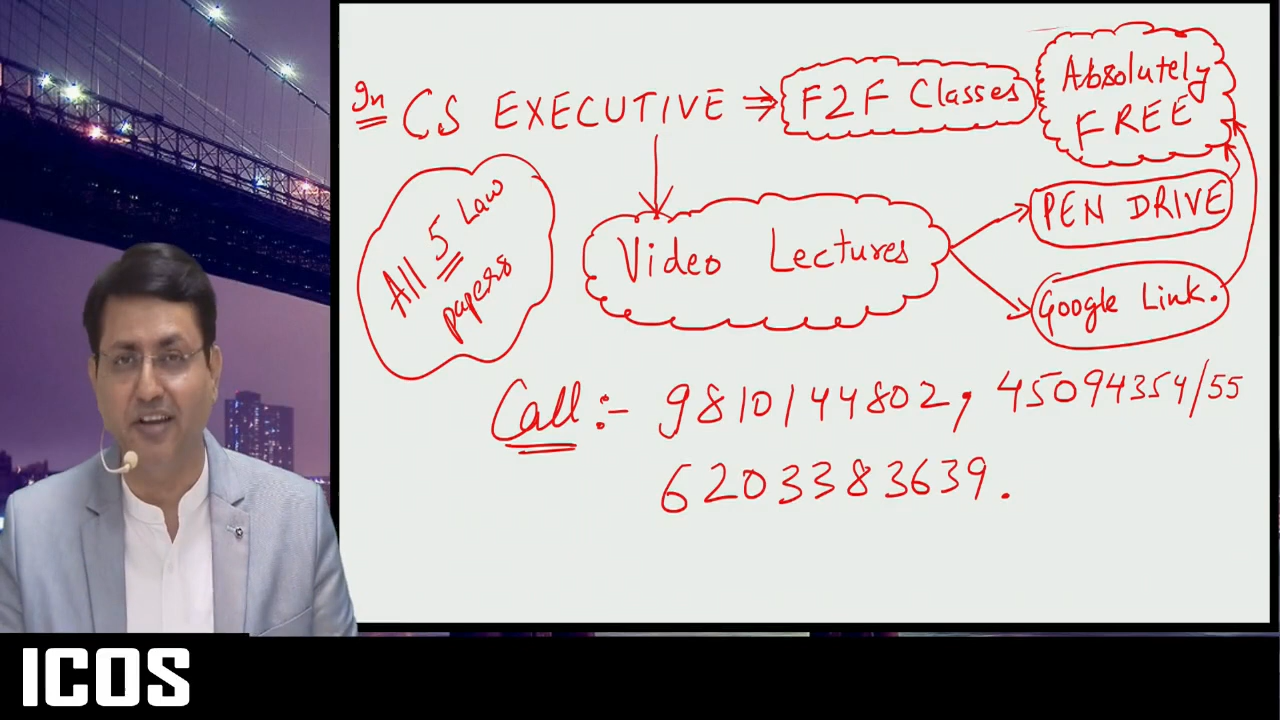 In CS EXECUTIVE ⇒ F2F Classes
Absolutely
FREE
All 5 Law
papers
Video Lectures
PEN DRIVE
Google Link.
Call :- 9810144802, 45094354/55
6203383639.
ICOS